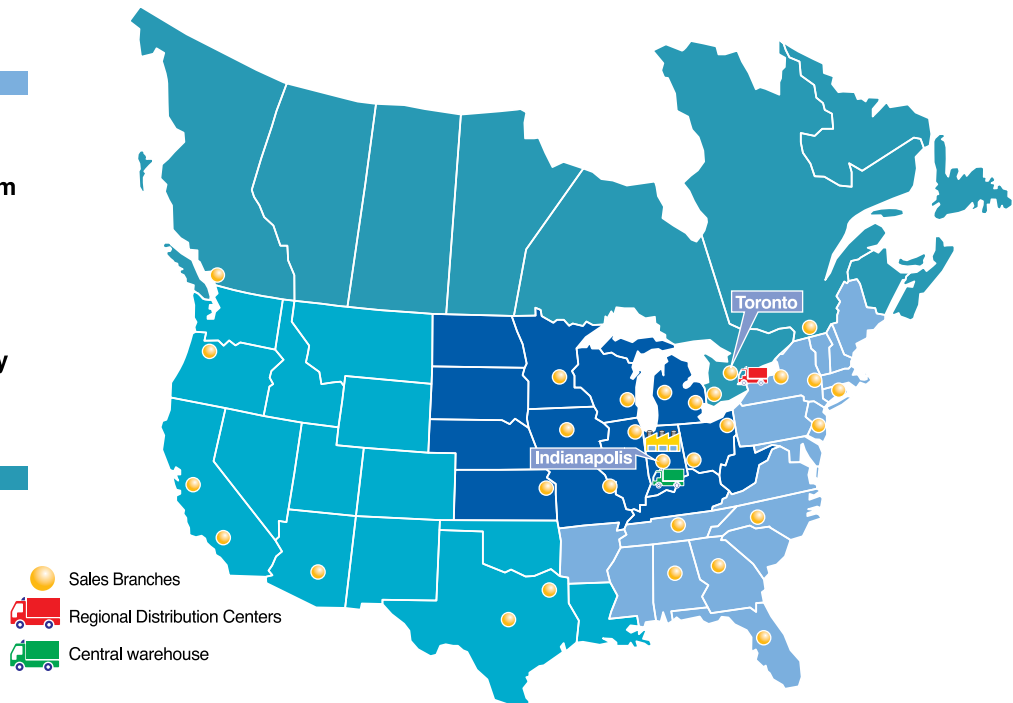 m
y
Toronto
Indianapolis
Sales Branches
Regional Distribution Centers
Central warehouse